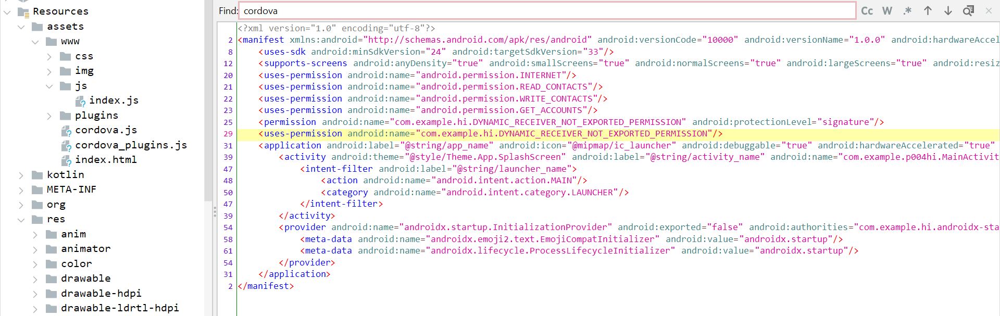 Resources
assets
www
css
img
js
index.js
plugins
cordova.js
cordova_plugins.js
index.html
kotlin
META-INF
org
res
anim
animator
color
drawable
drawable-hdpi
drawable-ldrtl-hdpi
Find: cordova Cc W .*
<?xml version="1.0" encoding="utf-8"?>
2 <manifest xmlns:android="http://schemas.android.com/apk/res/android" android:versionCode="10000" android:versionName="1.0.0" android:hardwareAccel
8 <uses-sdk android:minSdkVersion="24" android:targetSdkVersion="33"/>
12 <supports-screens android:anyDensity="true" android:smallScreens="true" android:normalScreens="true" android:largeScreens="true" android:resiz
20 <uses-permission android:name="android.permission.INTERNET"/>
21 <uses-permission android:name="android.permission.READ_CONTACTS"/>
22 <uses-permission android:name="android.permission.WRITE_CONTACTS"/>
23 <uses-permission android:name="android.permission.GET_ACCOUNTS"/>
25 <permission android:name="com.example.hi.DYNAMIC_RECEIVER_NOT_EXPORTED_PERMISSION" android:protectionLevel="signature"/>
29 <uses-permission android:name="com.example.hi.DYNAMIC_RECEIVER_NOT_EXPORTED_PERMISSION"/>
31 <application android:label="@string/app_name" android:icon="@mipmap/ic_launcher" android:debuggable="true" android:hardwareAccelerated="true"
39 <activity android:theme="@style/Theme.App.SplashScreen" android:label="@string/activity_name" android:name="com.example.p004hi.MainActivit
47 <intent-filter android:label="@string/launcher_name">
48 <action android:name="android.intent.action.MAIN"/>
50 <category android:name="android.intent.category.LAUNCHER"/>
47 </intent-filter>
39 </activity>
54 <provider android:name="androidx.startup.InitializationProvider" android:exported="false" android:authorities="com.example.hi.androidx-sta
58 <meta-data android:name="androidx.emoji2.text.EmojiCompatInitializer" android:value="androidx.startup"/>
61 <meta-data android:name="androidx.lifecycle.ProcessLifecycleInitializer" android:value="androidx.startup"/>
54 </provider>
31 </application>
2 </manifest>